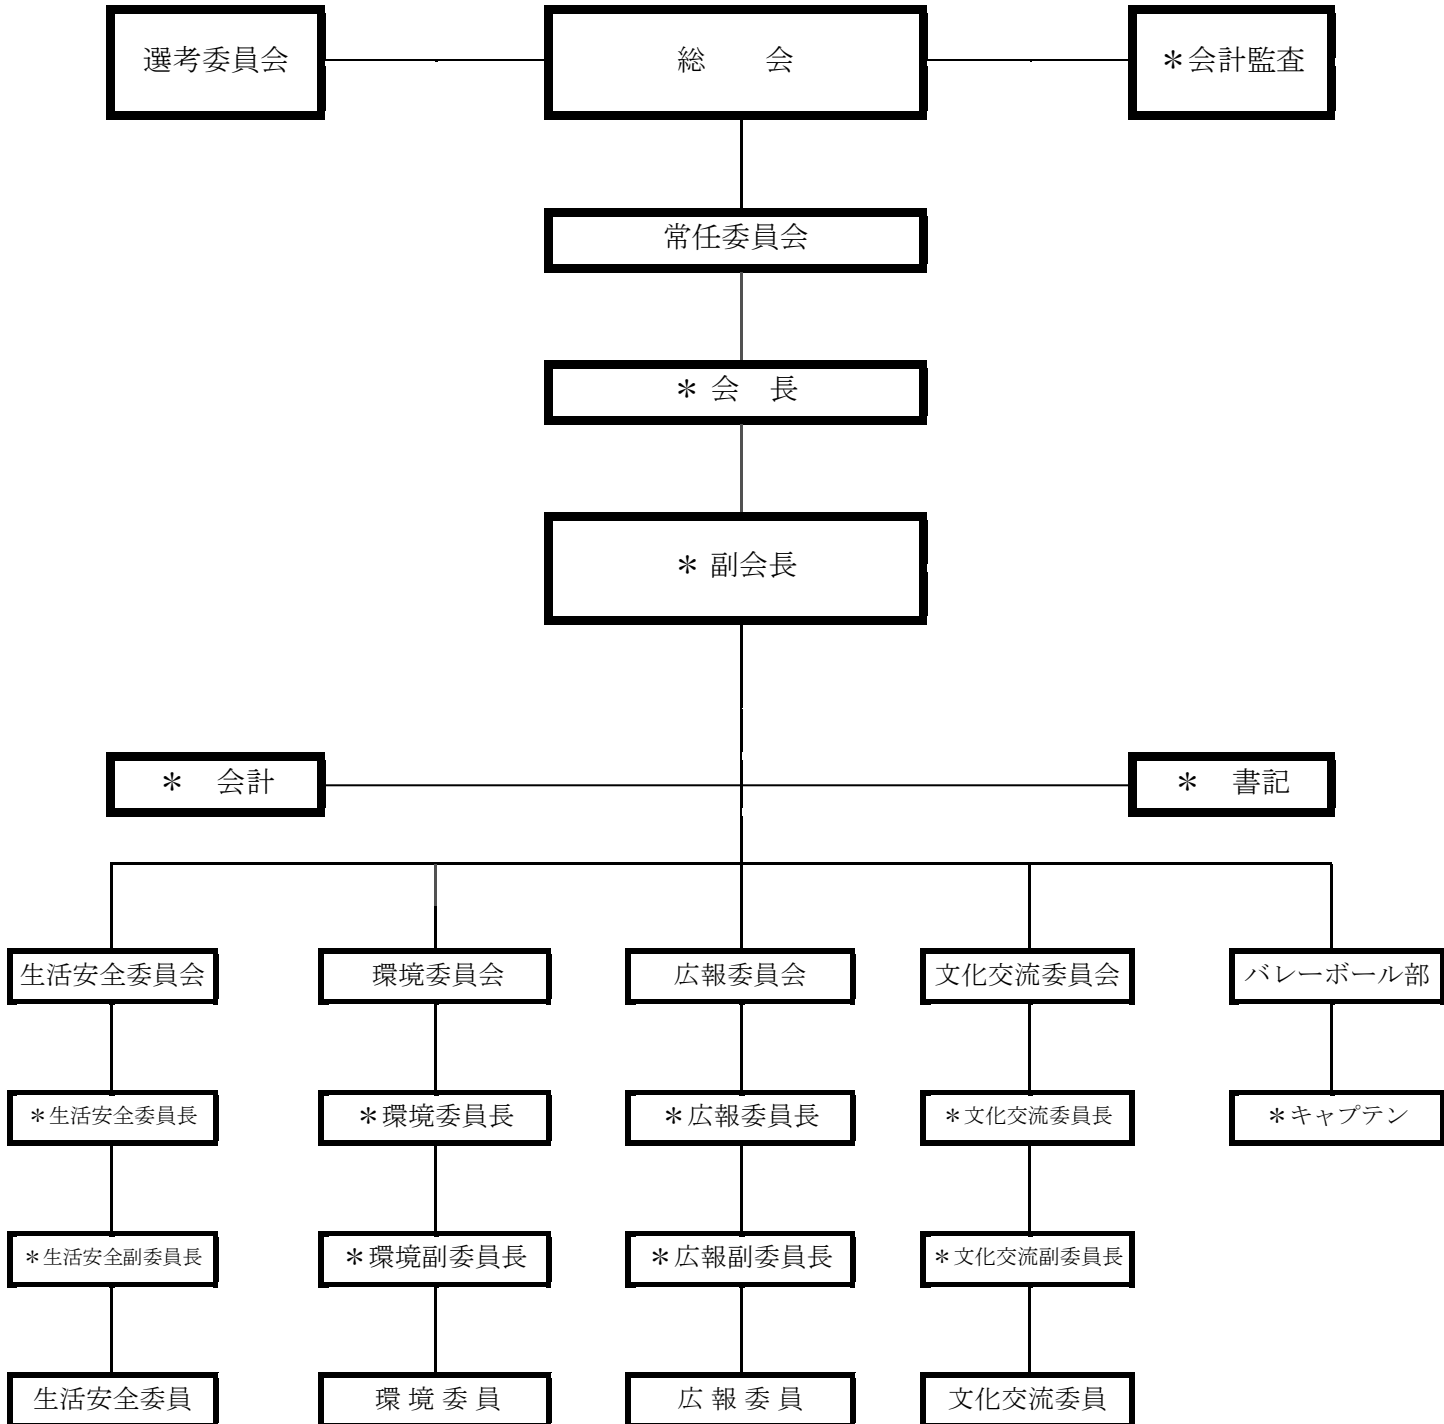 選考委員会
総　会
＊会計監査
常任委員会
＊ 会　長
＊ 副会長
＊　会計
＊　書記
生活安全委員会
環境委員会
広報委員会
文化交流委員会
バレーボール部
＊生活安全委員長
＊環境委員長
＊広報委員長
＊文化交流委員長
＊キャプテン
＊生活安全副委員長
＊環境副委員長
＊広報副委員長
＊文化交流副委員長
生活安全委員
環 境 委 員
広 報 委 員
文化交流委員